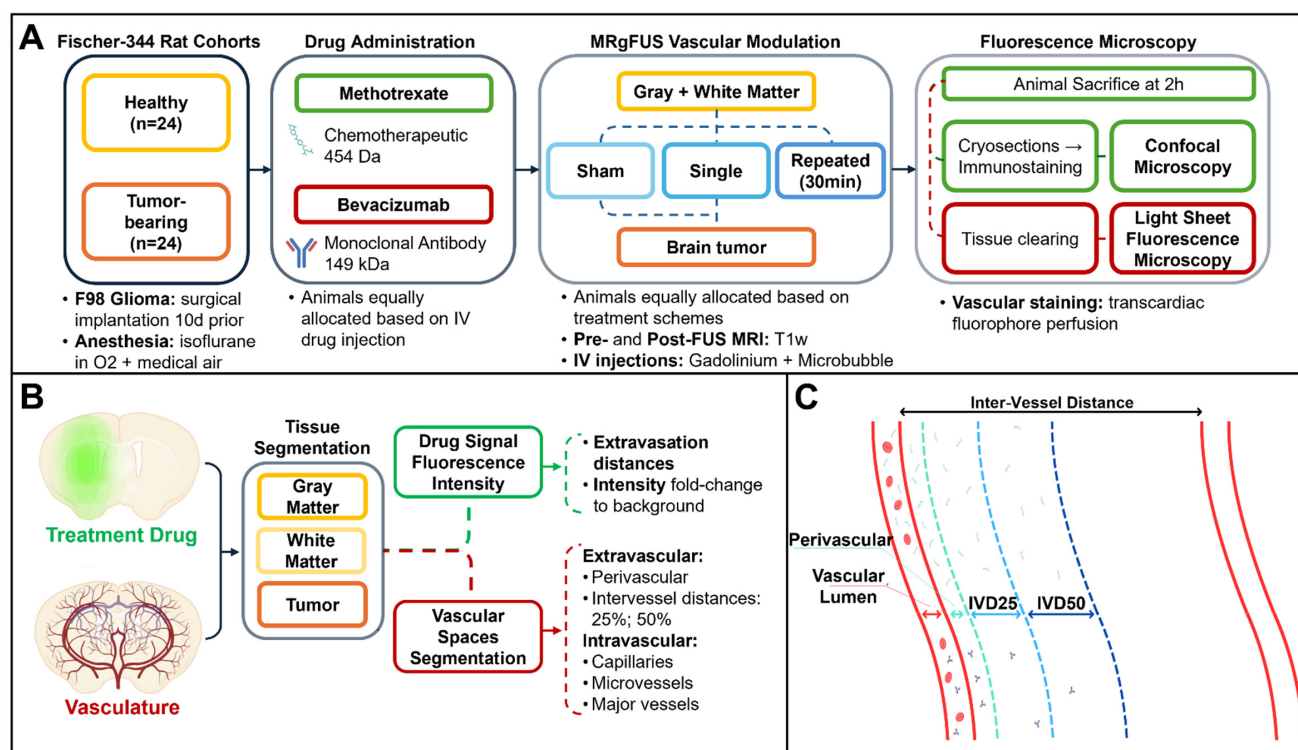 A
Fischer-344 Rat Cohorts
Healthy
(n=24)
Tumor-
bearing
(n=24)
• F98 Glioma: surgical
implantation 10d prior
• Anesthesia: isoflurane
in O2 + medical air
Drug Administration
Methotrexate
Chemotherapeutic
454 Da
Bevacizumab
Monoclonal Antibody
149 kDa
• Animals equally
allocated based on IV
drug injection
MRgFUS Vascular Modulation
Gray + White Matter
Sham
Single
Repeated
(30min)
Brain tumor
• Animals equally allocated based on
treatment schemes
• Pre- and Post-FUS MRI: T1w
• IV injections: Gadolinium + Microbubble
Fluorescence Microscopy
Animal Sacrifice at 2h
Cryosections →
Immunostaining
Confocal
Microscopy
Tissue clearing
Light Sheet
Fluorescence
Microscopy
• Vascular staining: transcardiac
fluorophore perfusion
B
Treatment Drug
Vasculature
Tissue
Segmentation
Gray
Matter
White
Matter
Tumor
Drug Signal
Fluorescence
Intensity
• Extravasation
distances
• Intensity fold-change
to background
Vascular
Spaces
Segmentation
Extravascular:
• Perivascular
• Intervessel distances:
25%; 50%
Intravascular:
• Capillaries
• Microvessels
• Major vessels
C
Inter-Vessel Distance
Perivascular
Vascular
Lumen
IVD25
IVD50